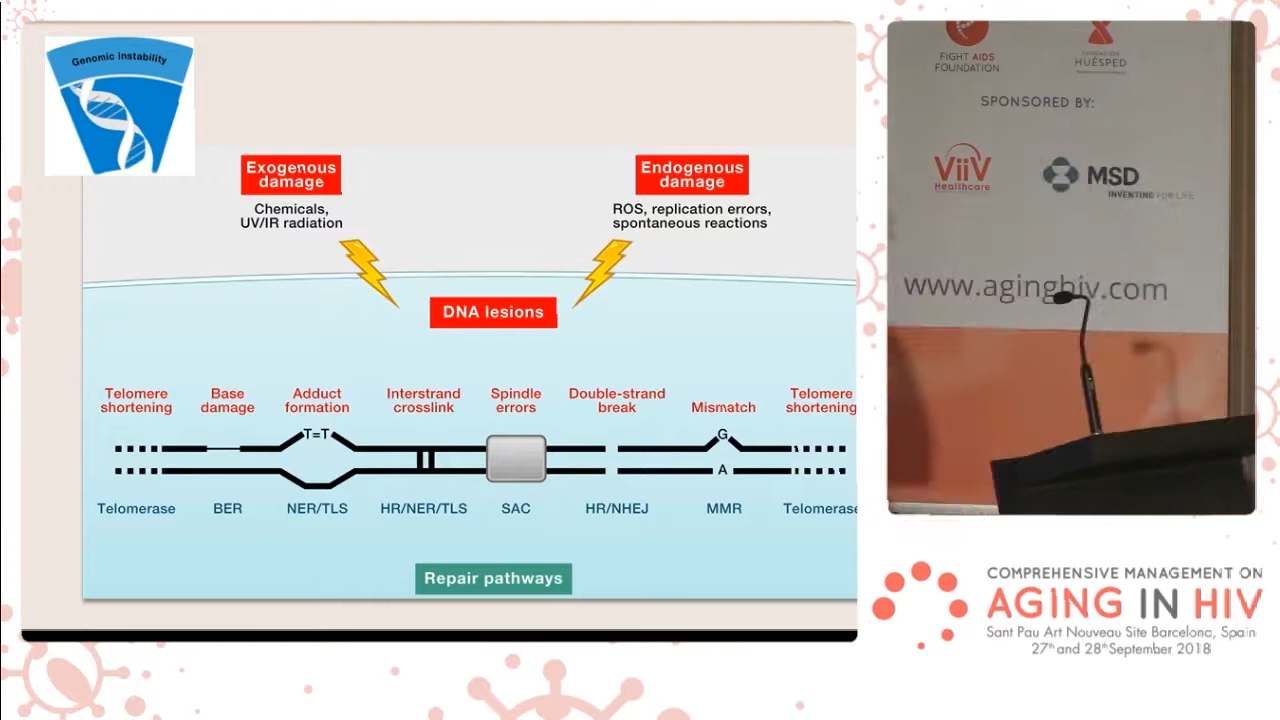 Genomic instability
Exogenous
damage
Chemicals,
UV/IR radiation
Endogenous
damage
ROS, replication errors,
spontaneous reactions
DNA lesions
Telomere
shortening
Base
damage
Adduct
formation
Interstrand
crosslink
Spindle
errors
Double-strand
break
Mismatch
Telomere
shortening
T=T
G
A
Telomerase
BER
NER/TLS
HR/NER/TLS
SAC
HR/NHEJ
MMR
Telomerase
Repair pathways
FIGHT AIDS
FOUNDATION
FUNDACIÓN
HUÉSPED
SPONSORED BY:
ViiV
Healthcare
MSD
INVENTING FOR LIFE
www.aginghiv.com
COMPREHENSIVE MANAGEMENT ON
AGING IN HIV
Sant Pau Art Nouveau Site Barcelona, Spain
27th and 28th September 2018